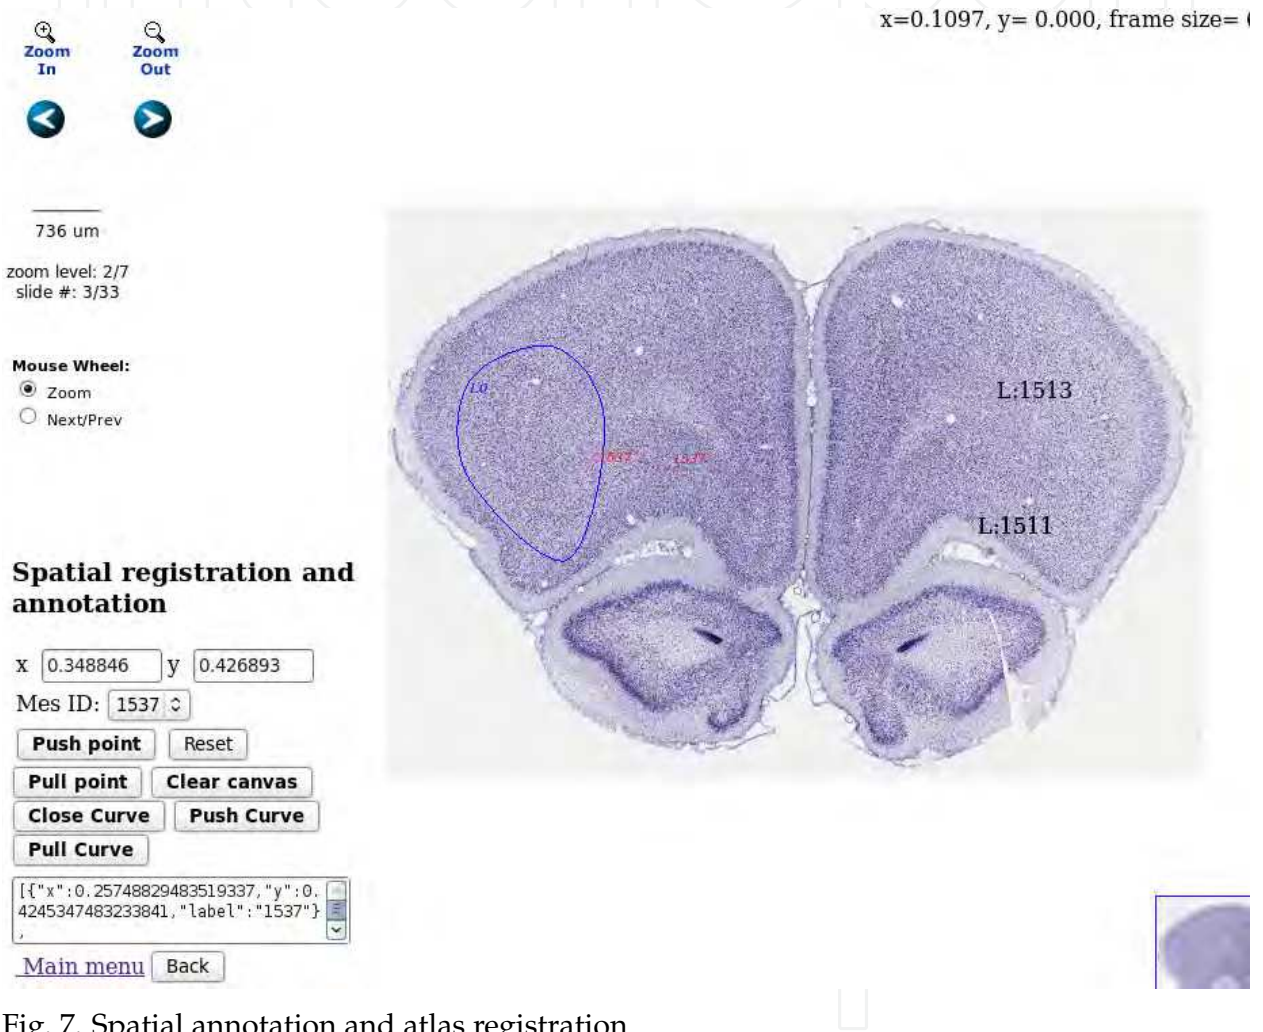 x=0.1097, y= 0.000, frame size=
Zoom In
Zoom Out
736 um
zoom level: 2/7
slide #: 3/33
Mouse Wheel:
Zoom
Next/Prev
L:1513
1537
L:1511
Spatial registration and
annotation
x 0.348846 y 0.426893
Mes ID: 1537
Push point Reset
Pull point Clear canvas
Close Curve Push Curve
Pull Curve
[{"x":0.25748829483519337,"y":0.
4245347483233841,"label":"1537"}
,
Main menu Back
Fig. 7. Spatial annotation and atlas registration